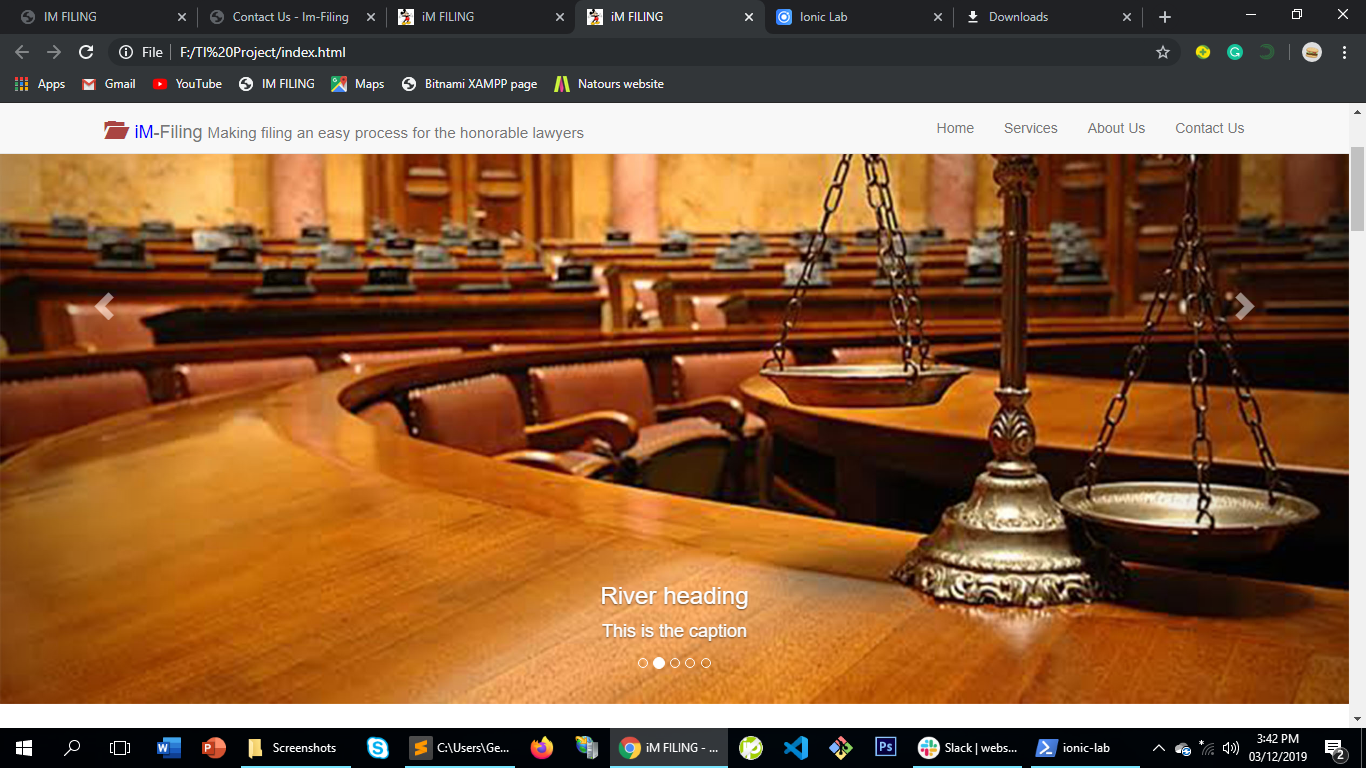 IM FILING
Contact Us - Im-Filing
iM FILING
iM FILING
Ionic Lab
Downloads
File
F:/TI%20Project/index.html
Apps
Gmail
YouTube
IM FILING
Maps
Bitnami XAMPP page
Natours website
iM-Filing Making filing an easy process for the honorable lawyers
Home
Services
About Us
Contact Us
River heading
This is the caption
Screenshots
C:\Users\Ge...
iM FILING - ...
Slack | webs...
ionic-lab
3:42 PM
03/12/2019
2